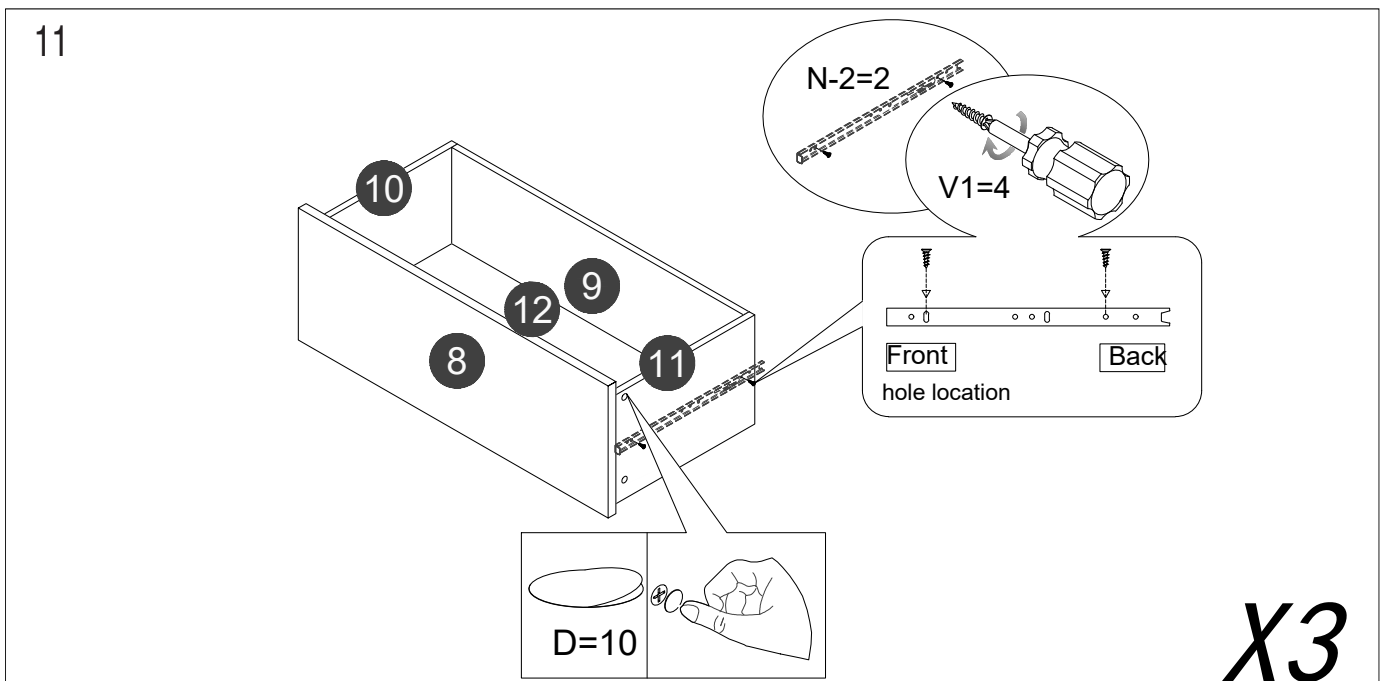 11
N-2=2
V1=4
10
9
12
8
11
Front Back
hole location
D=10
X3